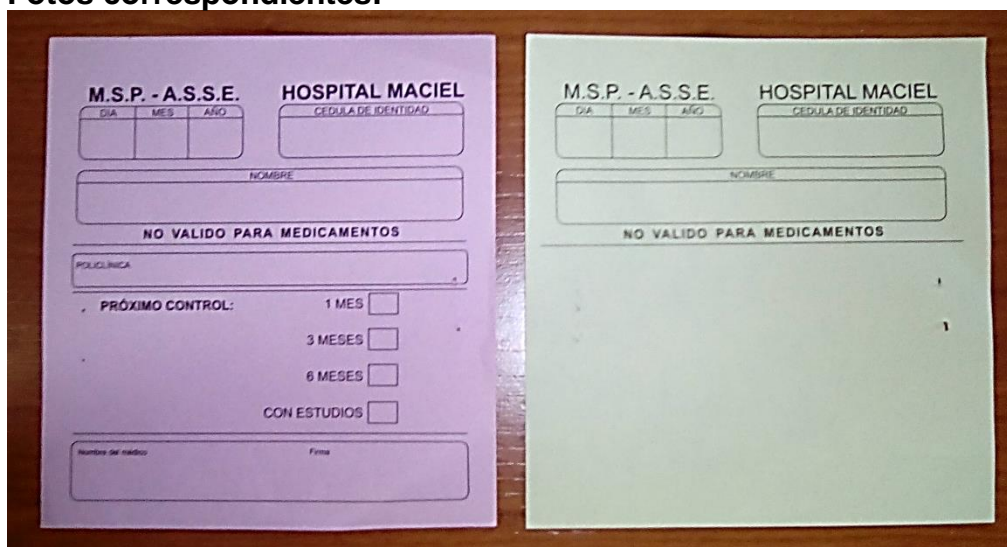 Fotos correspondientes:
M.S.P. - A.S.S.E. HOSPITAL MACIEL
DIA MES AÑO CEDULA DE IDENTIDAD
NOMBRE
NO VALIDO PARA MEDICAMENTOS
POLICLÍNICA
PRÓXIMO CONTROL: 1 MES
3 MESES
6 MESES
CON ESTUDIOS
Nombre del médico Firma
M.S.P. - A.S.S.E. HOSPITAL MACIEL
DIA MES AÑO CEDULA DE IDENTIDAD
NOMBRE
NO VALIDO PARA MEDICAMENTOS